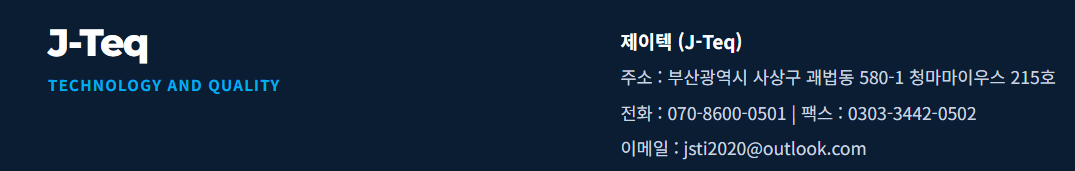 J-Teq
TECHNOLOGY AND QUALITY
제이텍 (J-Teq)
주소 : 부산광역시 사상구 괘법동 580-1 청마마이우스 215호
전화 : 070-8600-0501 | 팩스 : 0303-3442-0502
이메일 : jsti2020@outlook.com